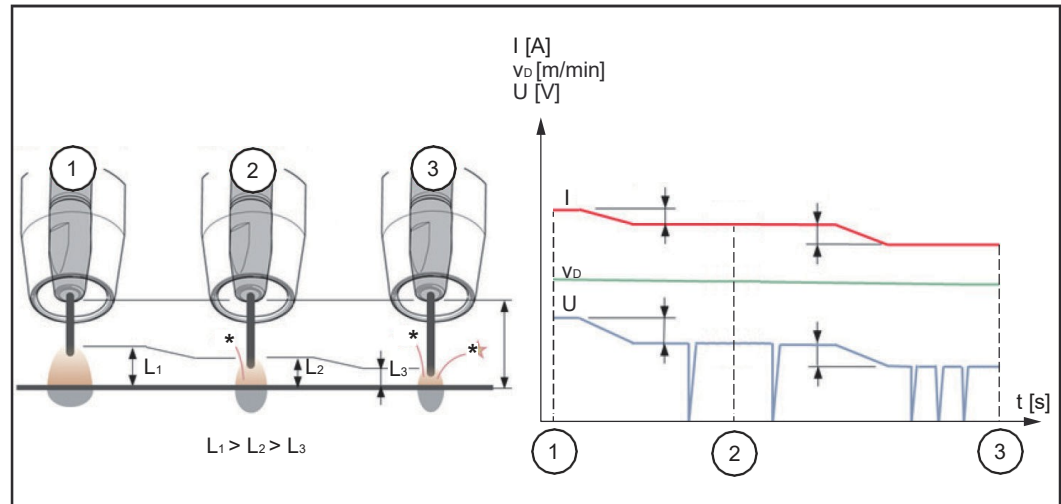 I [A]
vD [m/min]
U [V]
1
2
3
I
vD
U
*
*
*
L1
L2
L3
t [s]
L1 > L2 > L3
1
2
3